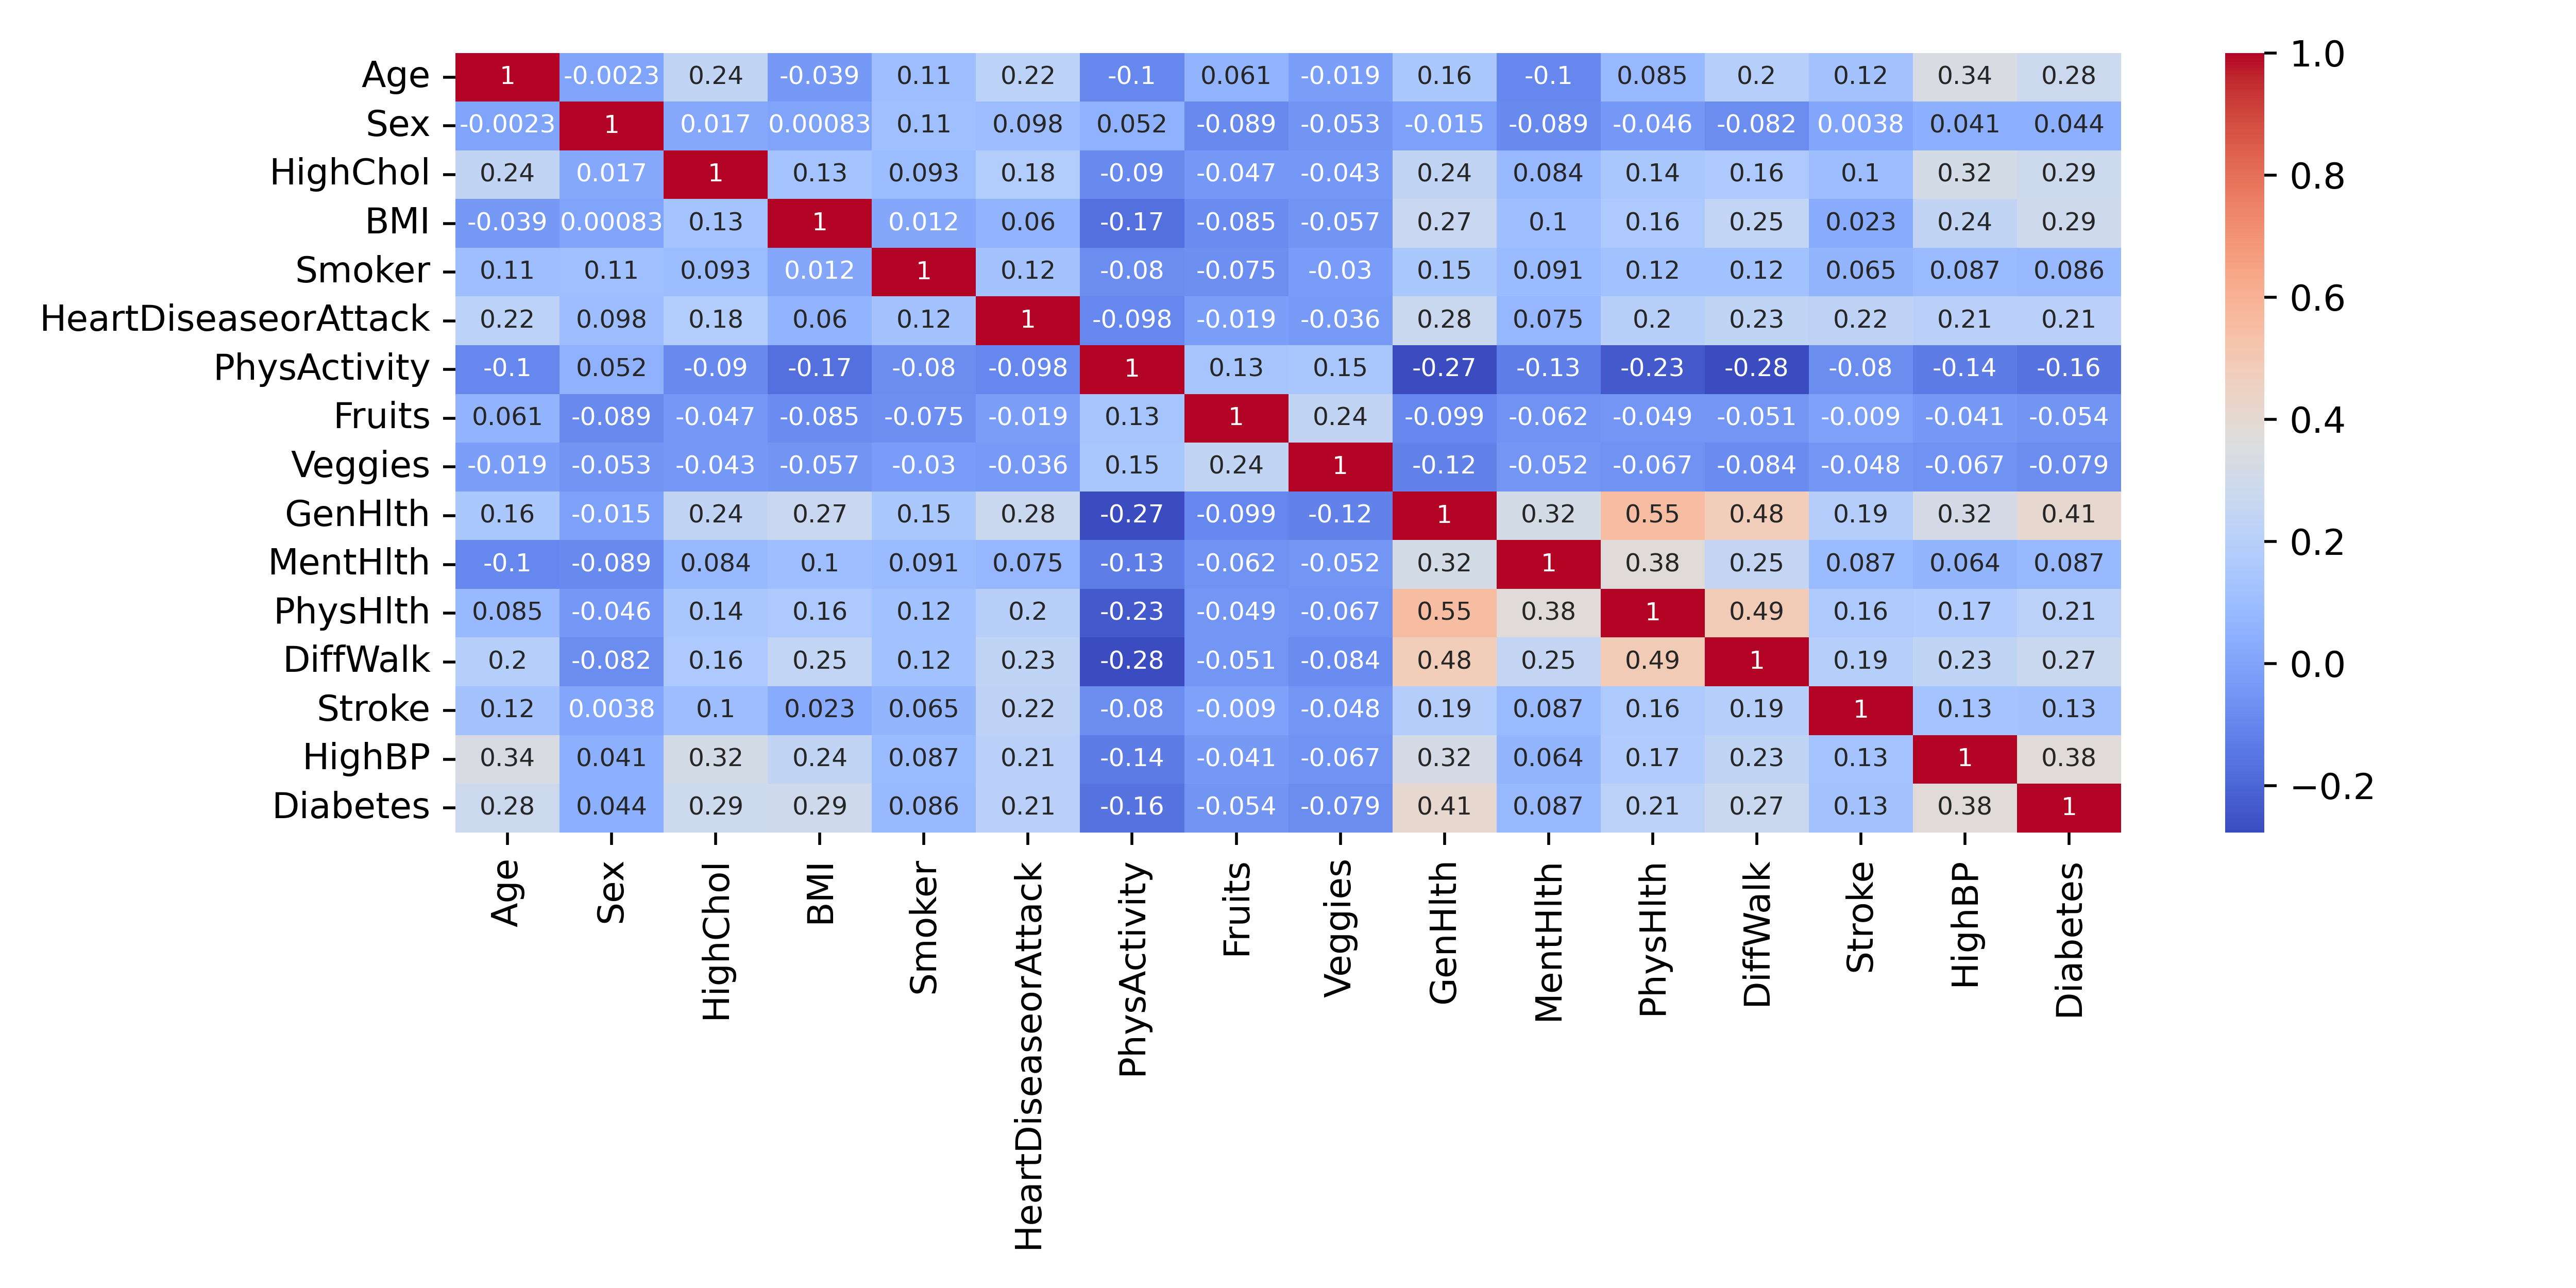 Age 1 -0.0023 0.24 -0.039 0.11 0.22 -0.1 0.061 -0.019 0.16 -0.1 0.085 0.2 0.12 0.34 0.28
Sex -0.0023 1 0.017 0.00083 0.11 0.098 0.052 -0.089 -0.053 -0.015 -0.089 -0.046 -0.082 0.0038 0.041 0.044
HighChol 0.24 0.017 1 0.13 0.093 0.18 -0.09 -0.047 -0.043 0.24 0.084 0.14 0.16 0.1 0.32 0.29
BMI -0.039 0.00083 0.13 1 0.012 0.06 -0.17 -0.085 -0.057 0.27 0.1 0.16 0.25 0.023 0.24 0.29
Smoker 0.11 0.11 0.093 0.012 1 0.12 -0.08 -0.075 -0.03 0.15 0.091 0.12 0.12 0.065 0.087 0.086
HeartDiseaseorAttack 0.22 0.098 0.18 0.06 0.12 1 -0.098 -0.019 -0.036 0.28 0.075 0.2 0.23 0.22 0.21 0.21
PhysActivity -0.1 0.052 -0.09 -0.17 -0.08 -0.098 1 0.13 0.15 -0.27 -0.13 -0.23 -0.28 -0.08 -0.14 -0.16
Fruits 0.061 -0.089 -0.047 -0.085 -0.075 -0.019 0.13 1 0.24 -0.099 -0.062 -0.049 -0.051 -0.009 -0.041 -0.054
Veggies -0.019 -0.053 -0.043 -0.057 -0.03 -0.036 0.15 0.24 1 -0.12 -0.052 -0.067 -0.084 -0.048 -0.067 -0.079
GenHlth 0.16 -0.015 0.24 0.27 0.15 0.28 -0.27 -0.099 -0.12 1 0.32 0.55 0.48 0.19 0.32 0.41
MentHlth -0.1 -0.089 0.084 0.1 0.091 0.075 -0.13 -0.062 -0.052 0.32 1 0.38 0.25 0.087 0.064 0.087
PhysHlth 0.085 -0.046 0.14 0.16 0.12 0.2 -0.23 -0.049 -0.067 0.55 0.38 1 0.49 0.16 0.17 0.21
DiffWalk 0.2 -0.082 0.16 0.25 0.12 0.23 -0.28 -0.051 -0.084 0.48 0.25 0.49 1 0.19 0.23 0.27
Stroke 0.12 0.0038 0.1 0.023 0.065 0.22 -0.08 -0.009 -0.048 0.19 0.087 0.16 0.19 1 0.13 0.13
HighBP 0.34 0.041 0.32 0.24 0.087 0.21 -0.14 -0.041 -0.067 0.32 0.064 0.17 0.23 0.13 1 0.38
Diabetes 0.28 0.044 0.29 0.29 0.086 0.21 -0.16 -0.054 -0.079 0.41 0.087 0.21 0.27 0.13 0.38 1
Age
Sex
HighChol
BMI
Smoker
HeartDiseaseorAttack
PhysActivity
Fruits
Veggies
GenHlth
MentHlth
PhysHlth
DiffWalk
Stroke
HighBP
Diabetes
1.0
0.8
0.6
0.4
0.2
0.0
−0.2